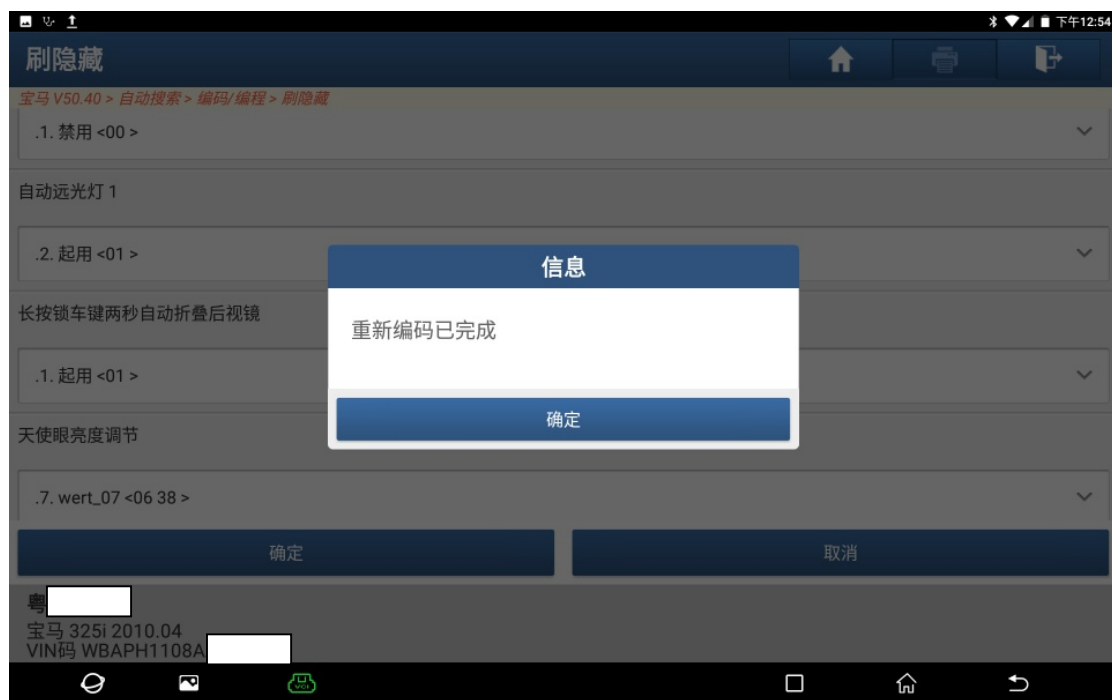 下午12:54
刷隐藏
宝马 V50.40 > 自动搜索 > 编码/编程 > 刷隐藏
.1. 禁用 <00 >
自动远光灯 1
.2. 起用 <01 >
长按锁车键两秒自动折叠后视镜
.1. 起用 <01 >
天使眼亮度调节
.7. wert_07 <06 38 >
信息
重新编码已完成
确定
确定
取消
粤
宝马 325i 2010.04
VIN码 WBAPH1108A
VCI